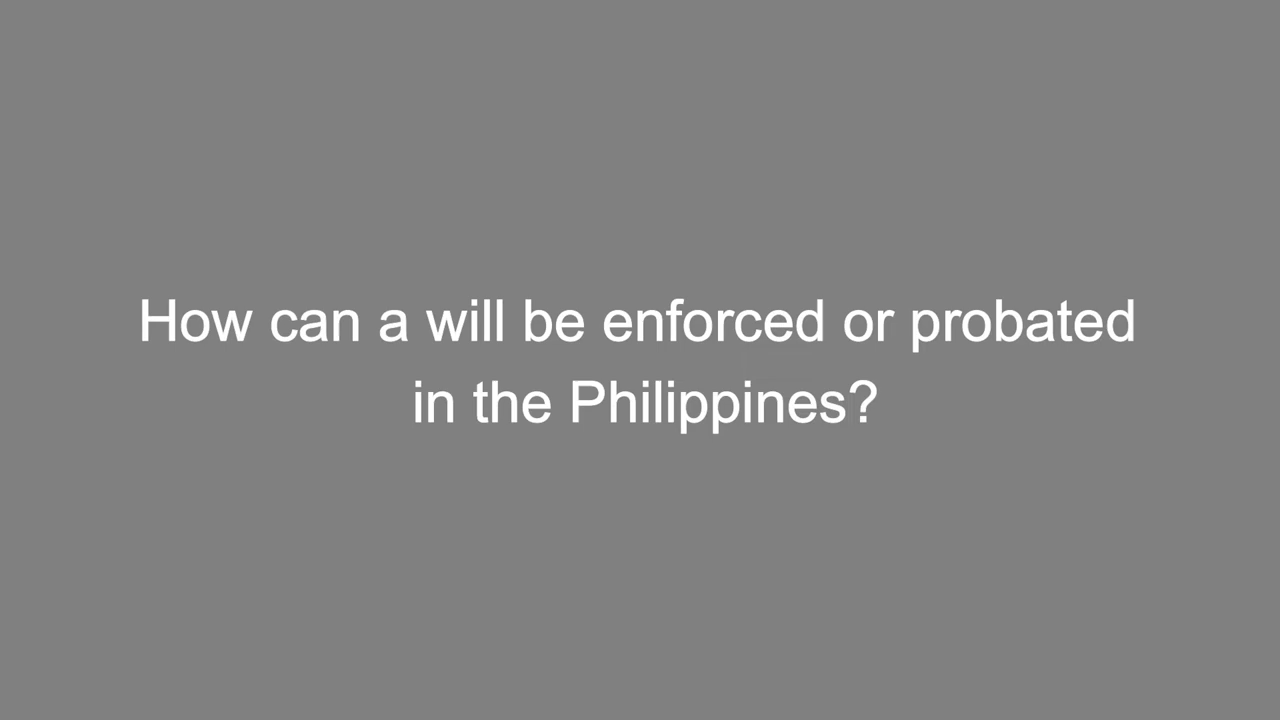 How can a will be enforced or probated
in the Philippines?